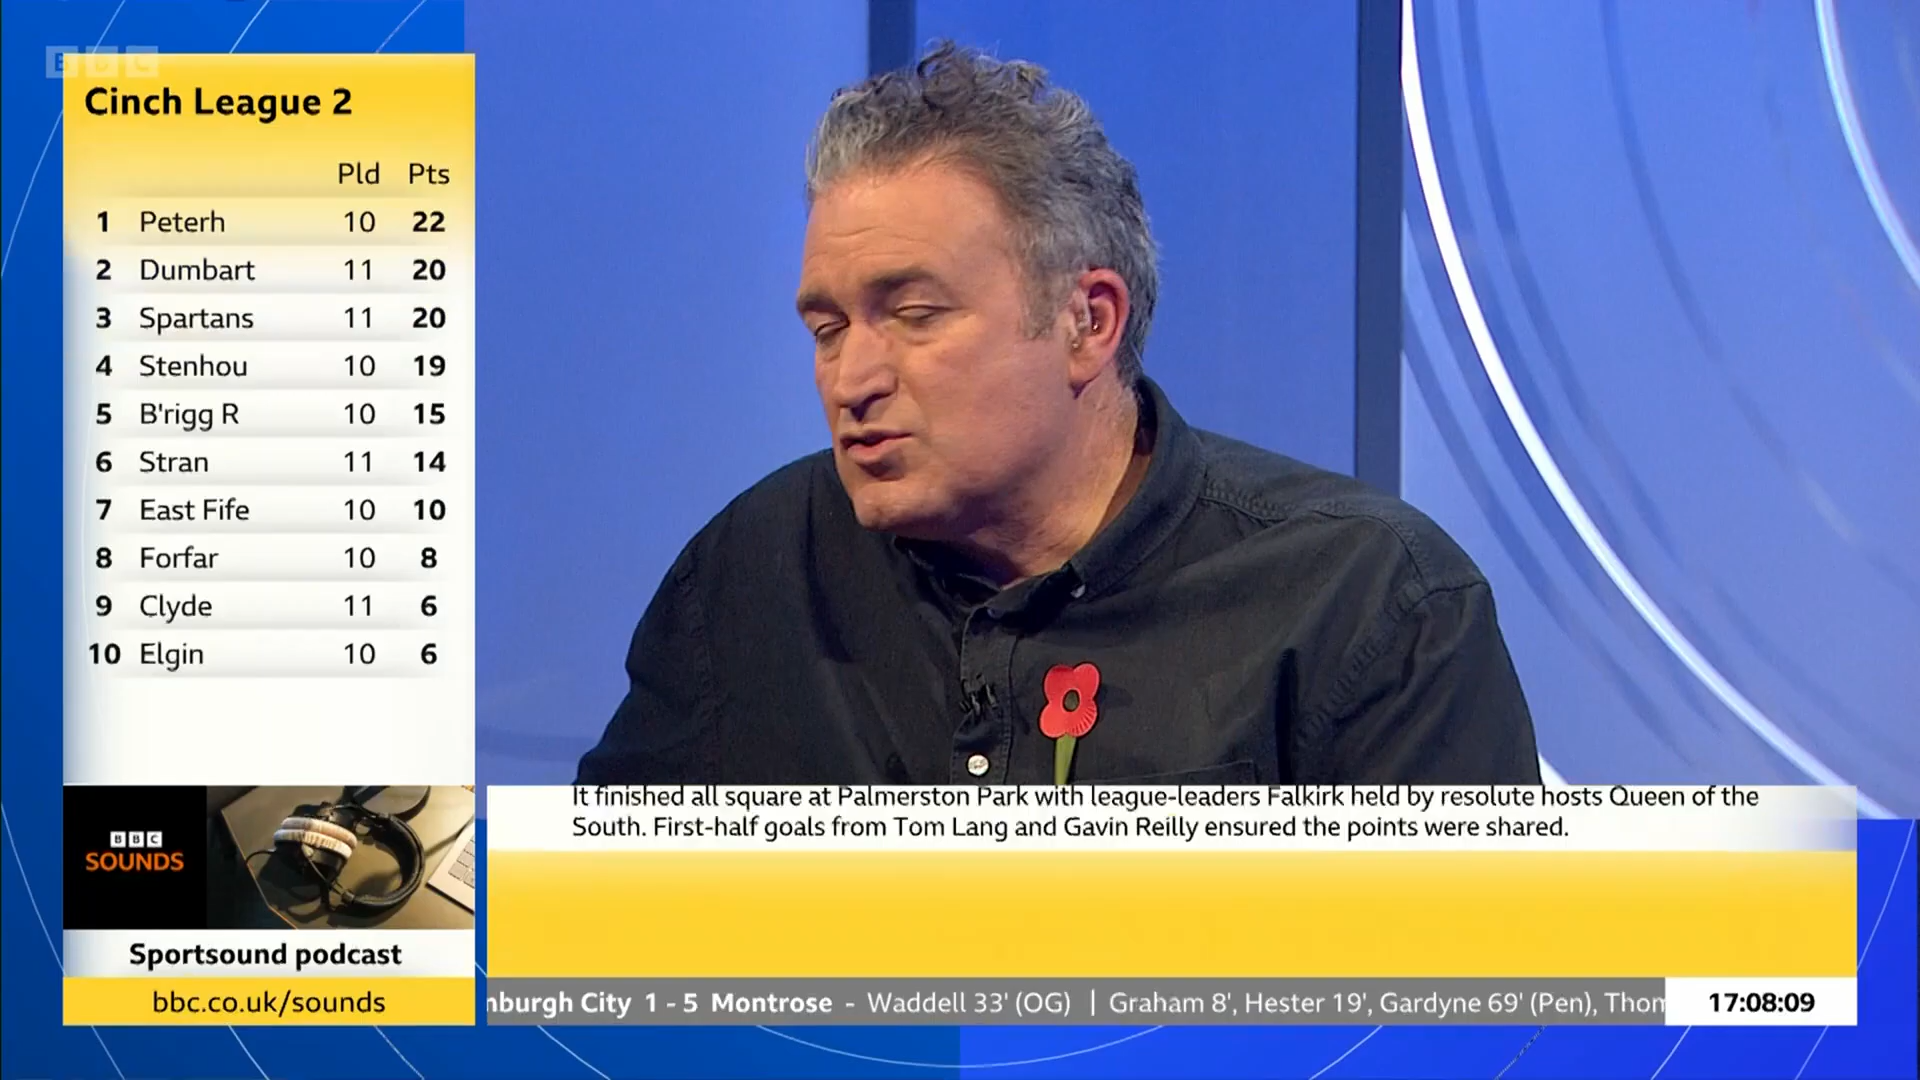 BBC
Cinch League 2
Pld Pts
1 Peterh 10 22
2 Dumbart 11 20
3 Spartans 11 20
4 Stenhou 10 19
5 B'rigg R 10 15
6 Stran 11 14
7 East Fife 10 10
8 Forfar 10 8
9 Clyde 11 6
10 Elgin 10 6
BBC
SOUNDS
Sportsound podcast
bbc.co.uk/sounds
It finished all square at Palmerston Park with league-leaders Falkirk held by resolute hosts Queen of the
South. First-half goals from Tom Lang and Gavin Reilly ensured the points were shared.
nburgh City 1 - 5 Montrose - Waddell 33' (OG) | Graham 8', Hester 19', Gardyne 69' (Pen), Thom
17:08:09